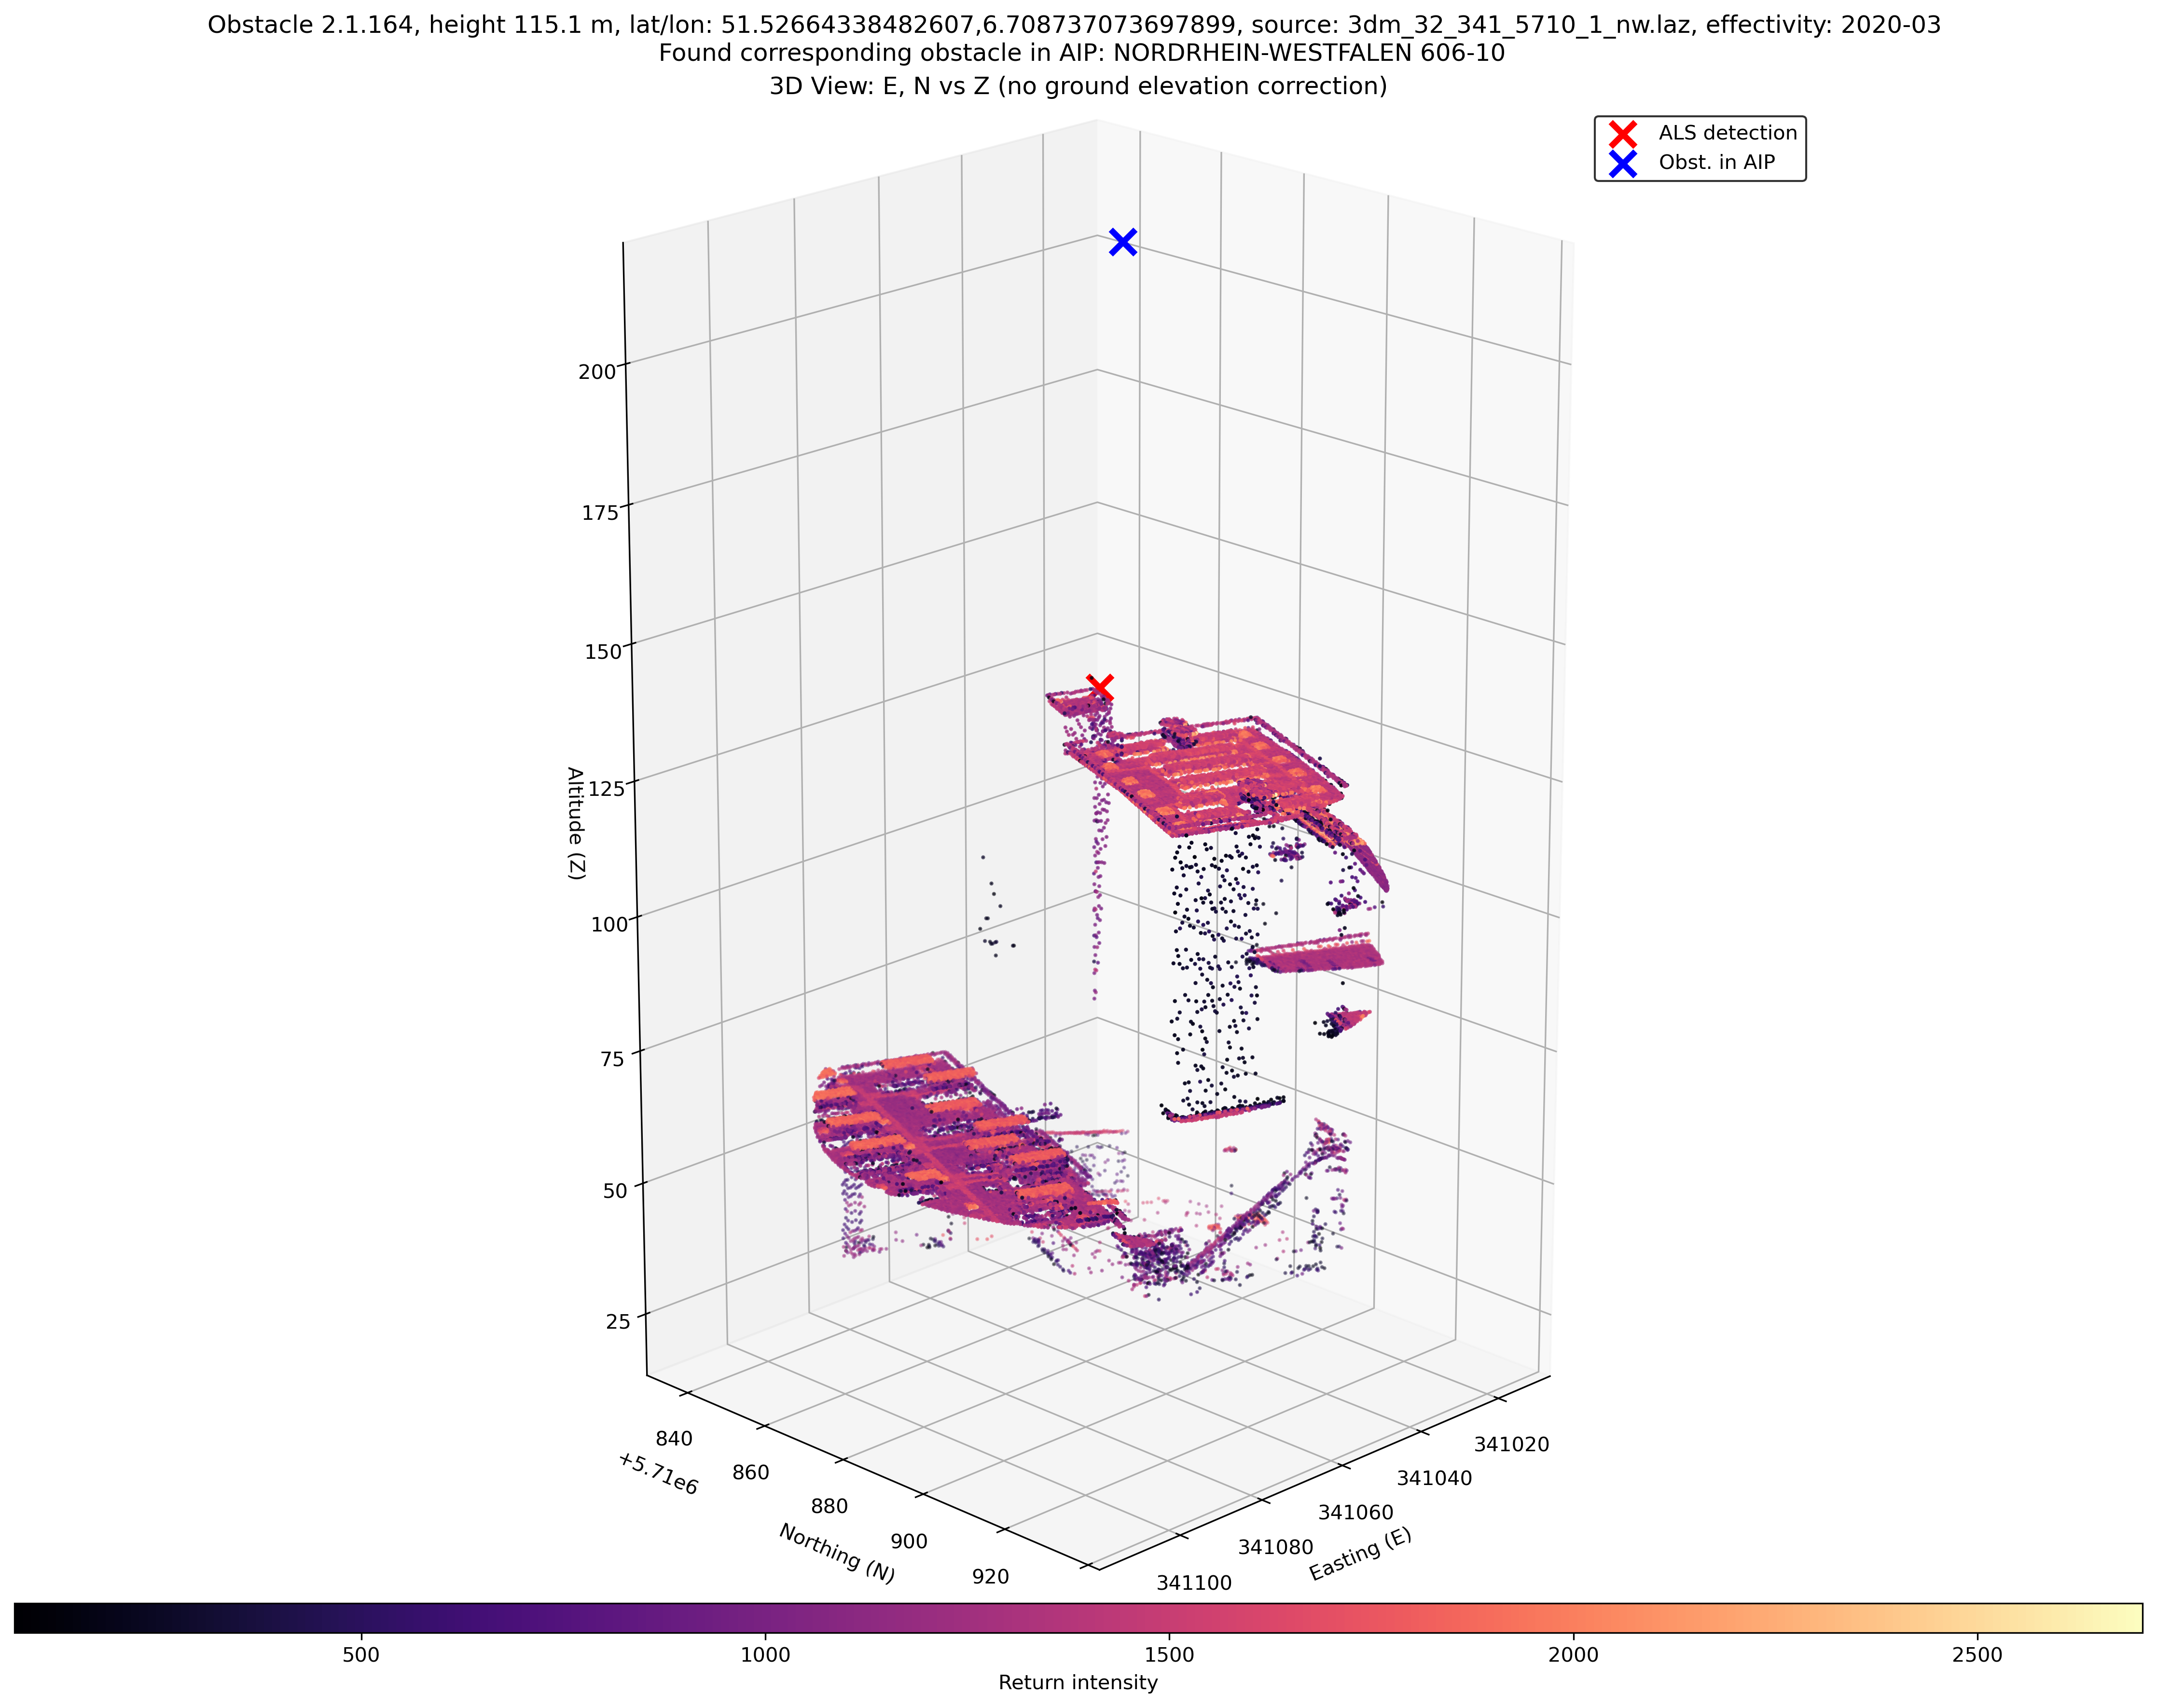 Obstacle 2.1.164, height 115.1 m, lat/lon: 51.52664338482607,6.708737073697899, source: 3dm_32_341_5710_1_nw.laz, effectivity: 2020-03
Found corresponding obstacle in AIP: NORDRHEIN-WESTFALEN 606-10
3D View: E, N vs Z (no ground elevation correction)
ALS detection
Obst. in AIP
200
175
150
125
100
75
50
25
Altitude (Z)
840
860
880
900
920
+5.71e6
Northing (N)
341020
341040
341060
341080
341100
Easting (E)
500
1000
1500
2000
2500
Return intensity